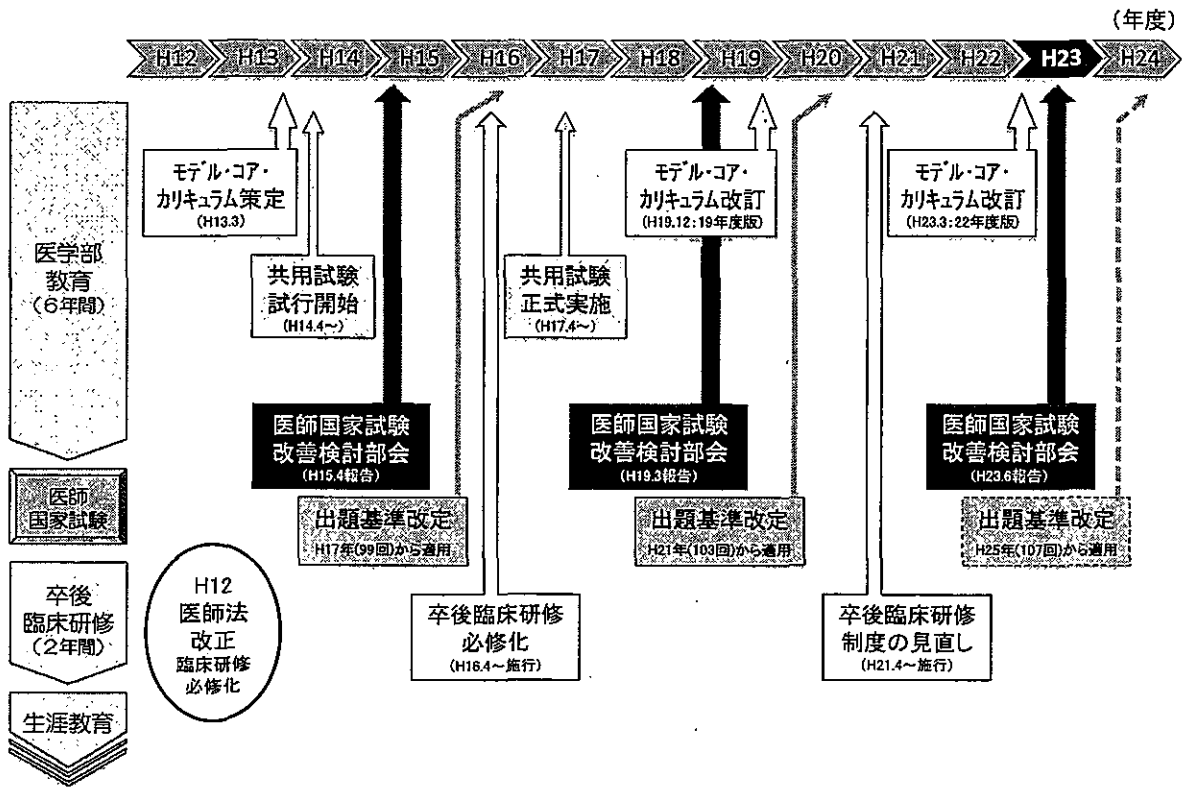 (年度)
H12 H13 H14 H15 H16 H17 H18 H19 H20 H21 H22 H23 H24
医学部
教育
(6年間)
医師
国家試験
卒後
臨床研修
(2年間)
生涯教育
モデル・コア・
カリキュラム策定
(H13.3)
共用試験
試行開始
(H14.4〜)
医師国家試験
改善検討部会
(H15.4報告)
出題基準改定
H17年(99回)から適用
H12
医師法
改正
臨床研修
必修化
卒後臨床研修
必修化
(H16.4〜施行)
共用試験
正式実施
(H17.4〜)
モデル・コア・
カリキュラム改訂
(H19.12:19年度版)
医師国家試験
改善検討部会
(H19.3報告)
出題基準改定
H21年(103回)から適用
卒後臨床研修
制度の見直し
(H21.4〜施行)
モデル・コア・
カリキュラム改訂
(H23.3:22年度版)
医師国家試験
改善検討部会
(H23.6報告)
出題基準改定
H25年(107回)から適用